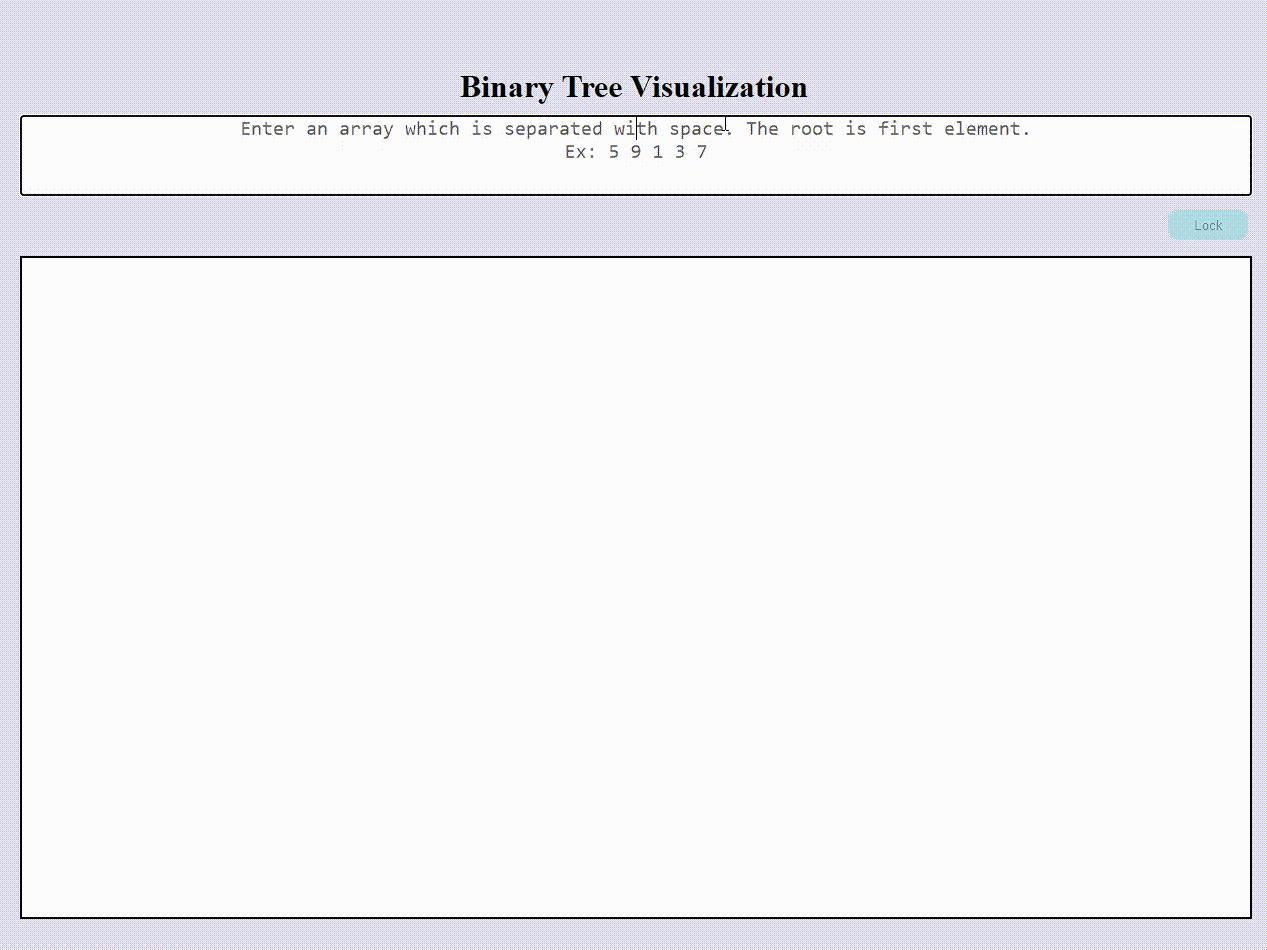 Binary Tree Visualization
Enter an array which is separated with space. The root is first element.
Ex: 5 9 1 3 7
Lock